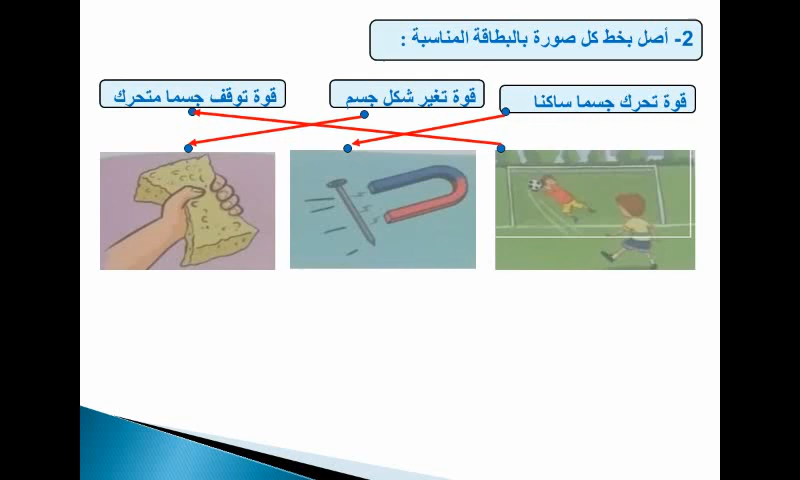 2- أصل بخط كل صورة بالبطاقة المناسبة :
قوة تحرك جسما ساكنا
قوة تغير شكل جسم
قوة توقف جسما متحرك